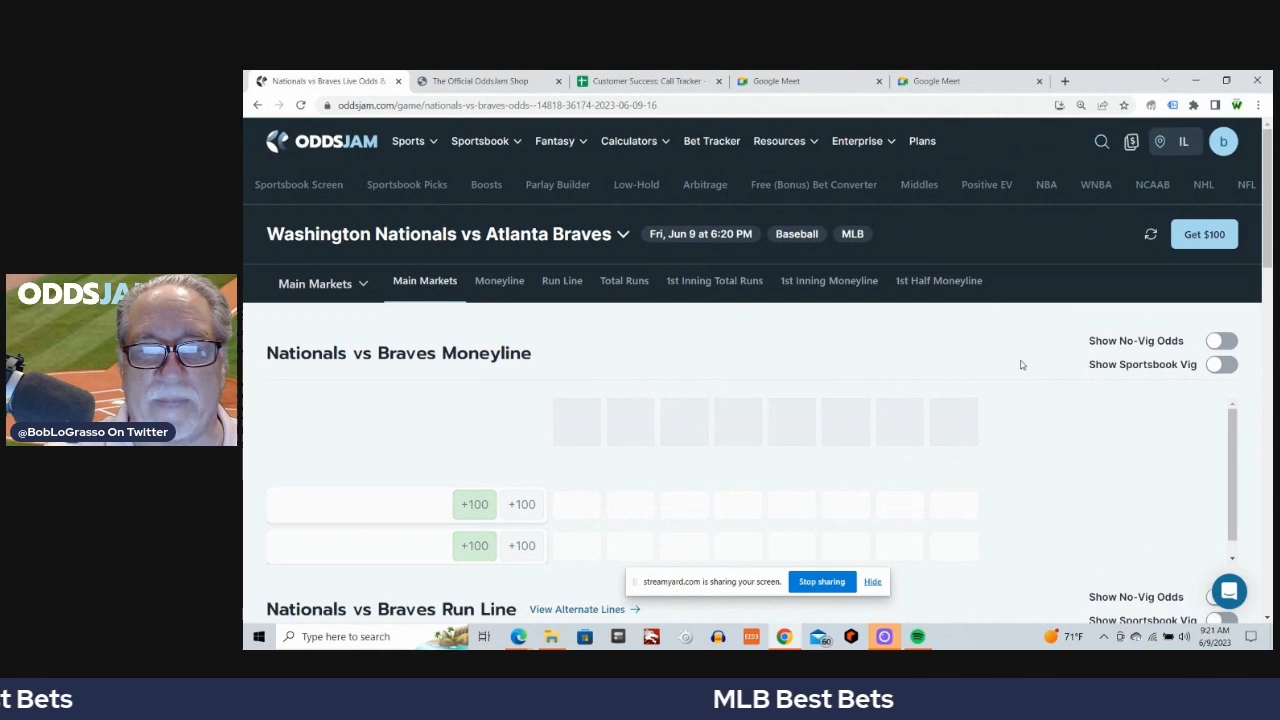 Nationals vs Braves Live Odds &
The Official OddsJam Shop
Customer Success: Call Tracker -
Google Meet
Google Meet
oddsjam.com/game/nationals-vs-braves-odds--14818-36174-2023-06-09-16
ODDSJAM
Sports
Sportsbook
Fantasy
Calculators
Bet Tracker
Resources
Enterprise
Plans
IL
b
Sportsbook Screen
Sportsbook Picks
Boosts
Parlay Builder
Low-Hold
Arbitrage
Free (Bonus) Bet Converter
Middles
Positive EV
NBA
WNBA
NCAAB
NHL
NFL
Washington Nationals vs Atlanta Braves
Fri, Jun 9 at 6:20 PM
Baseball
MLB
Get $100
Main Markets
Main Markets
Moneyline
Run Line
Total Runs
1st Inning Total Runs
1st Inning Moneyline
1st Half Moneyline
ODDSJA
@BobLoGrasso On Twitter
Nationals vs Braves Moneyline
Show No-Vig Odds
Show Sportsbook Vig
+100 +100
+100 +100
streamyard.com is sharing your screen.
Stop sharing
Hide
Nationals vs Braves Run Line
View Alternate Lines →
Show No-Vig Odds
Show Sportsbook Vig
Type here to search
EZ03
60
71°F
9:21 AM
6/9/2023
t Bets
MLB Best Bets